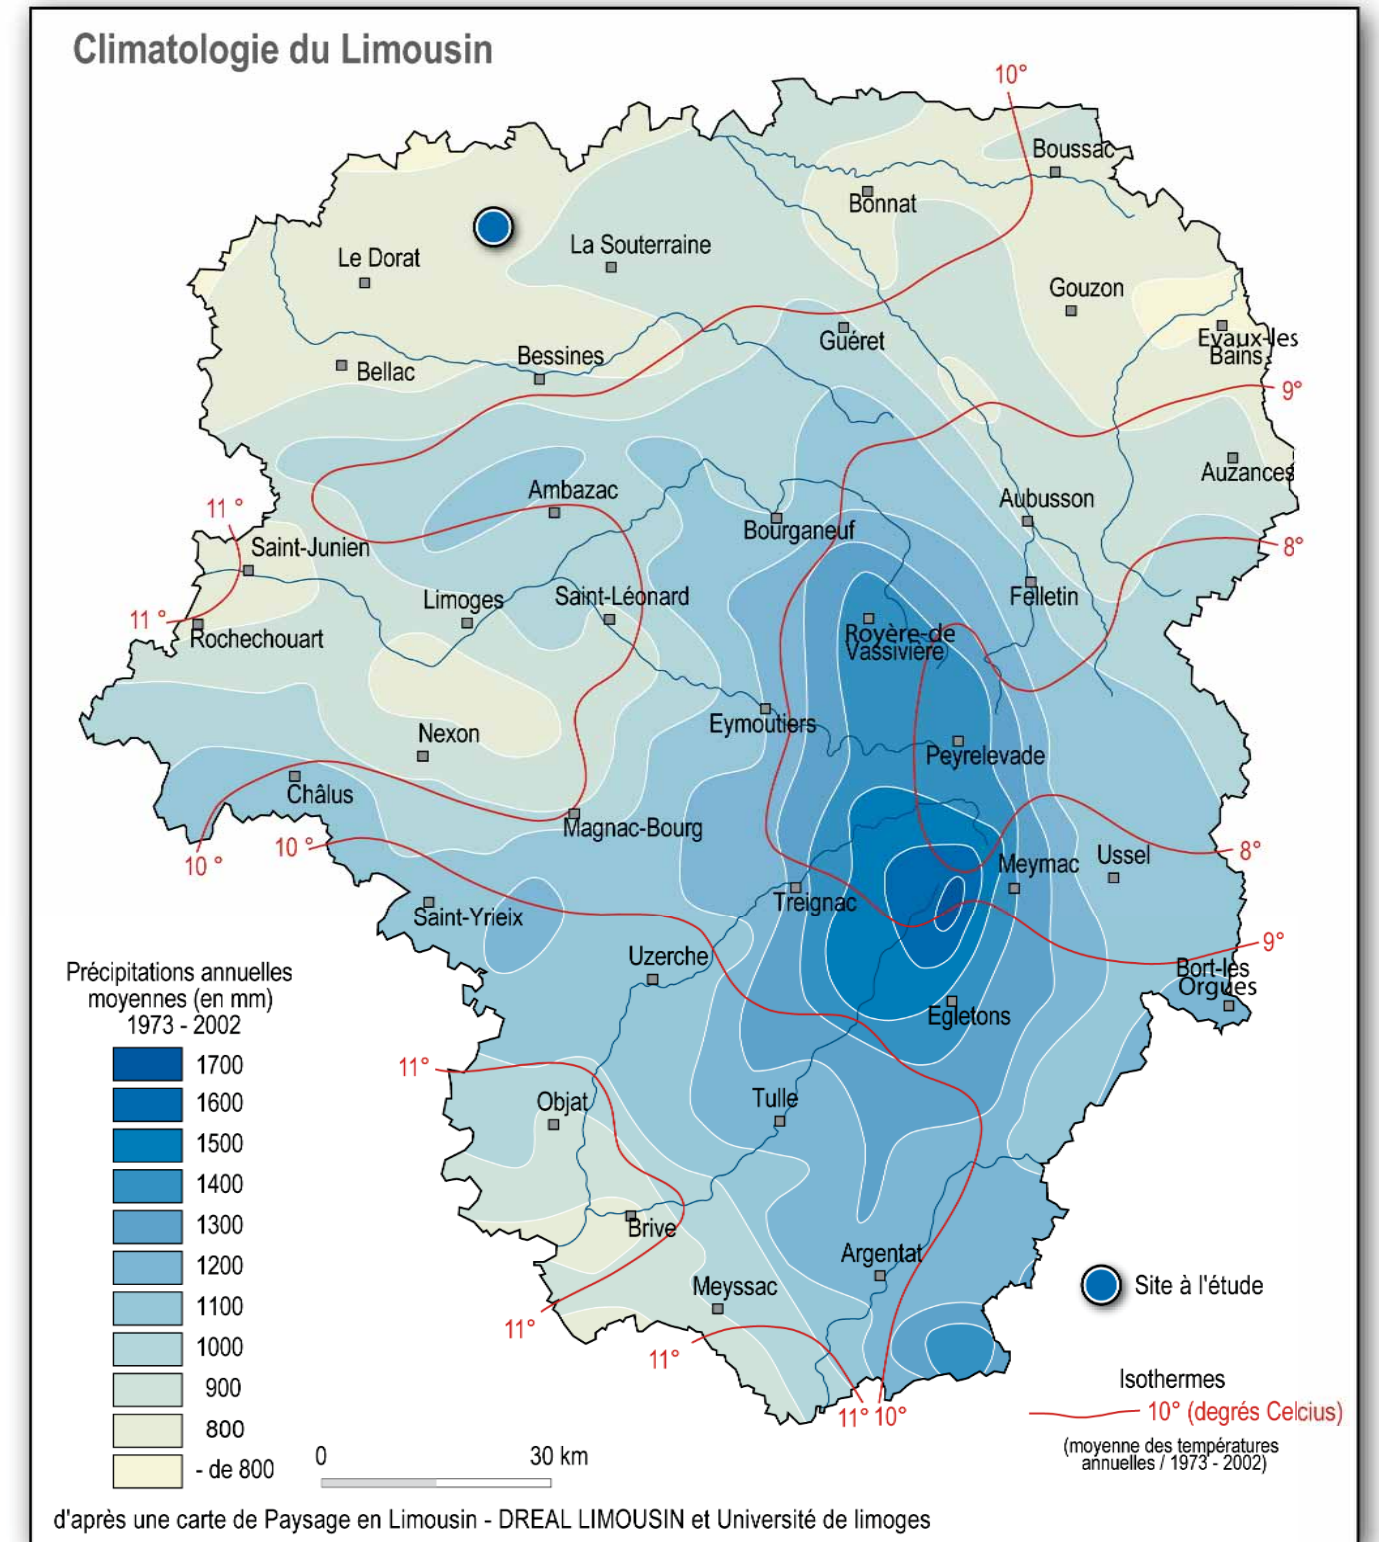 Climatologie du Limousin
10°
Boussac
Bonnat
La Souterraine
Le Dorat
Gouzon
Guéret
Evaux-les
Bains
Bessines
Bellac
9°
Auzances
Ambazac
Aubusson
11 °
Bourganeuf
8°
Saint-Junien
Limoges
Saint-Léonard
Felletin
11 °
Rochechouart
Royère-de
Vassivière
Eymoutiers
Nexon
Peyrelevade
Châlus
Magnac-Bourg
10 °
10 °
8°
Ussel
Meymac
Treignac
Saint-Yrieix
9°
Uzerche
Bort-les
Orgues
Egletons
Précipitations annuelles
moyennes (en mm)
1973 - 2002
1700
1600
1500
1400
1300
1200
1100
1000
900
800
- de 800
11°
Objat
Tulle
Brive
Argentat
Meyssac
11°
11°
11°
10°
Site à l'étude
Isothermes
10° (degrés Celcius)
(moyenne des températures
annuelles / 1973 - 2002)
0
30 km
d'après une carte de Paysage en Limousin - DREAL LIMOUSIN et Université de limoges